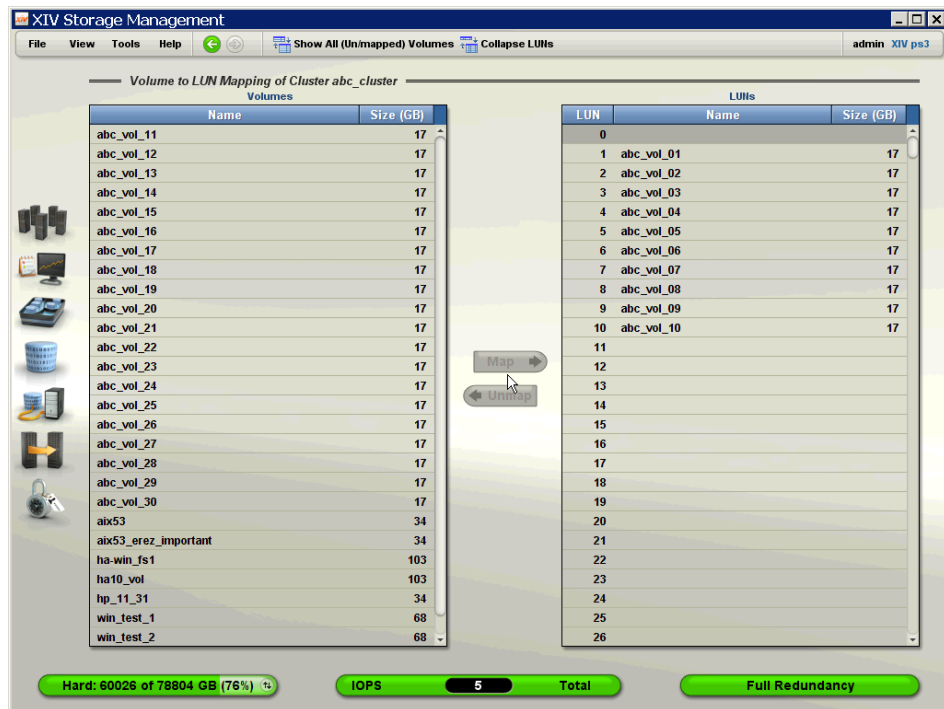 XIV Storage Management
File View Tools Help Show All (Un/mapped) Volumes Collapse LUNs admin XIV ps3
Volume to LUN Mapping of Cluster abc_cluster
Volumes
Name Size (GB)
abc_vol_11 17
abc_vol_12 17
abc_vol_13 17
abc_vol_14 17
abc_vol_15 17
abc_vol_16 17
abc_vol_17 17
abc_vol_18 17
abc_vol_19 17
abc_vol_20 17
abc_vol_21 17
abc_vol_22 17
abc_vol_23 17
abc_vol_24 17
abc_vol_25 17
abc_vol_26 17
abc_vol_27 17
abc_vol_28 17
abc_vol_29 17
abc_vol_30 17
aix53 34
aix53_erez_important 34
ha-win_fs1 103
ha10_vol 103
hp_11_31 34
win_test_1 68
win_test_2 68
Map
Unmap
LUNs
LUN Name Size (GB)
0
1 abc_vol_01 17
2 abc_vol_02 17
3 abc_vol_03 17
4 abc_vol_04 17
5 abc_vol_05 17
6 abc_vol_06 17
7 abc_vol_07 17
8 abc_vol_08 17
9 abc_vol_09 17
10 abc_vol_10 17
11
12
13
14
15
16
17
18
19
20
21
22
23
24
25
26
Hard: 60026 of 78804 GB (76%) IOPS 5 Total Full Redundancy